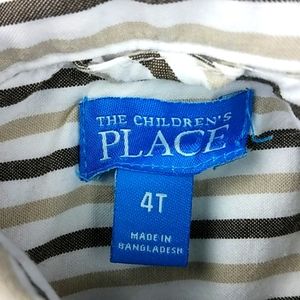 THE CHILDREN'S
PLACE
4T
MADE IN
BANGLADESH